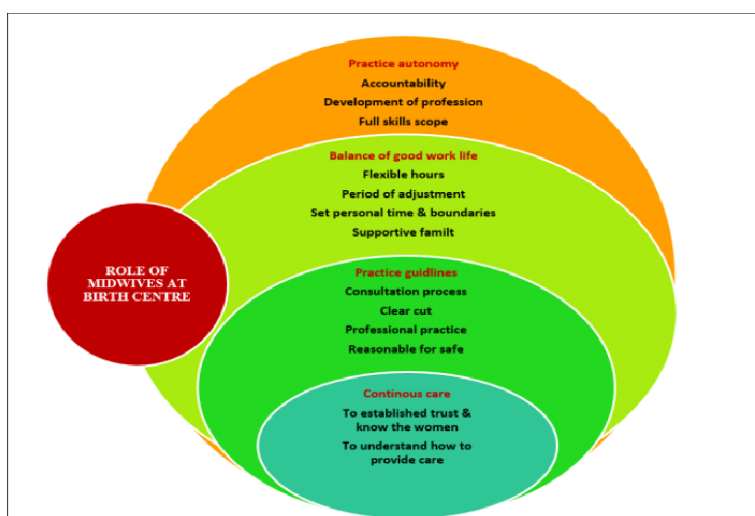 Practice autonomy
Accountability
Development of profession
Full skills scope
Balance of good work life
Flexible hours
Period of adjustment
Set personal time & boundaries
Supportive familt
ROLE OF
MIDWIVES AT
BIRTH CENTRE
Practice guidlines
Consultation process
Clear cut
Professional practice
Reasonable for safe
Continous care
To established trust &
know the women
To understand how to
provide care